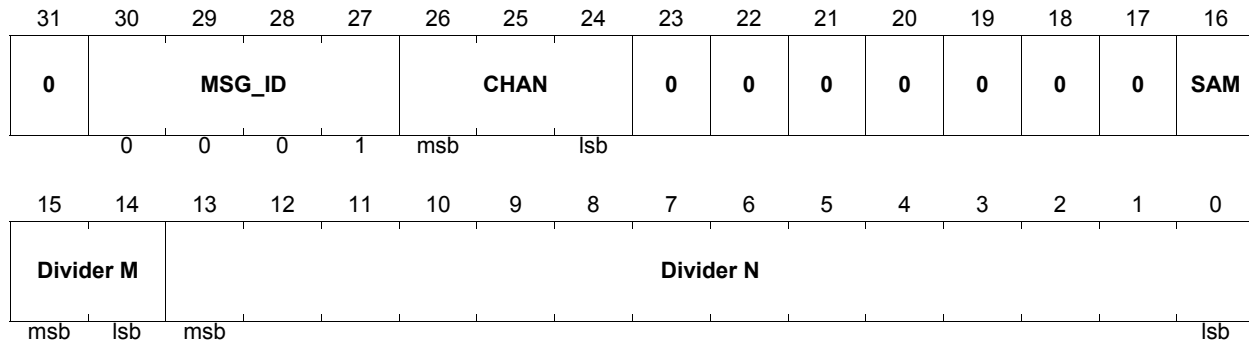 31 30 29 28 27 26 25 24 23 22 21 20 19 18 17 16
0 MSG_ID CHAN 0 0 0 0 0 0 0 SAM
0 0 0 1 msb lsb
15 14 13 12 11 10 9 8 7 6 5 4 3 2 1 0
Divider M Divider N
msb lsb msb lsb